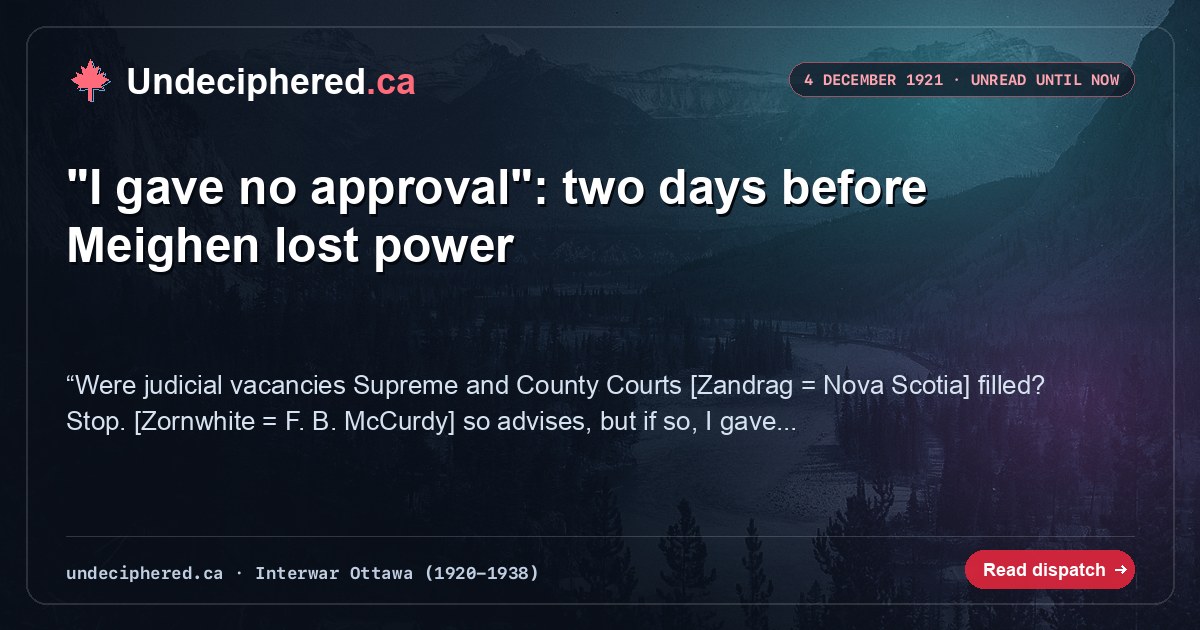 Undeciphered.ca
4 DECEMBER 1921 · UNREAD UNTIL NOW
"I gave no approval": two days before
Meighen lost power
“Were judicial vacancies Supreme and County Courts [Zandrag = Nova Scotia] filled?
Stop. [Zornwhite = F. B. McCurdy] so advises, but if so, I gave...
undeciphered.ca · Interwar Ottawa (1920–1938)
Read dispatch →